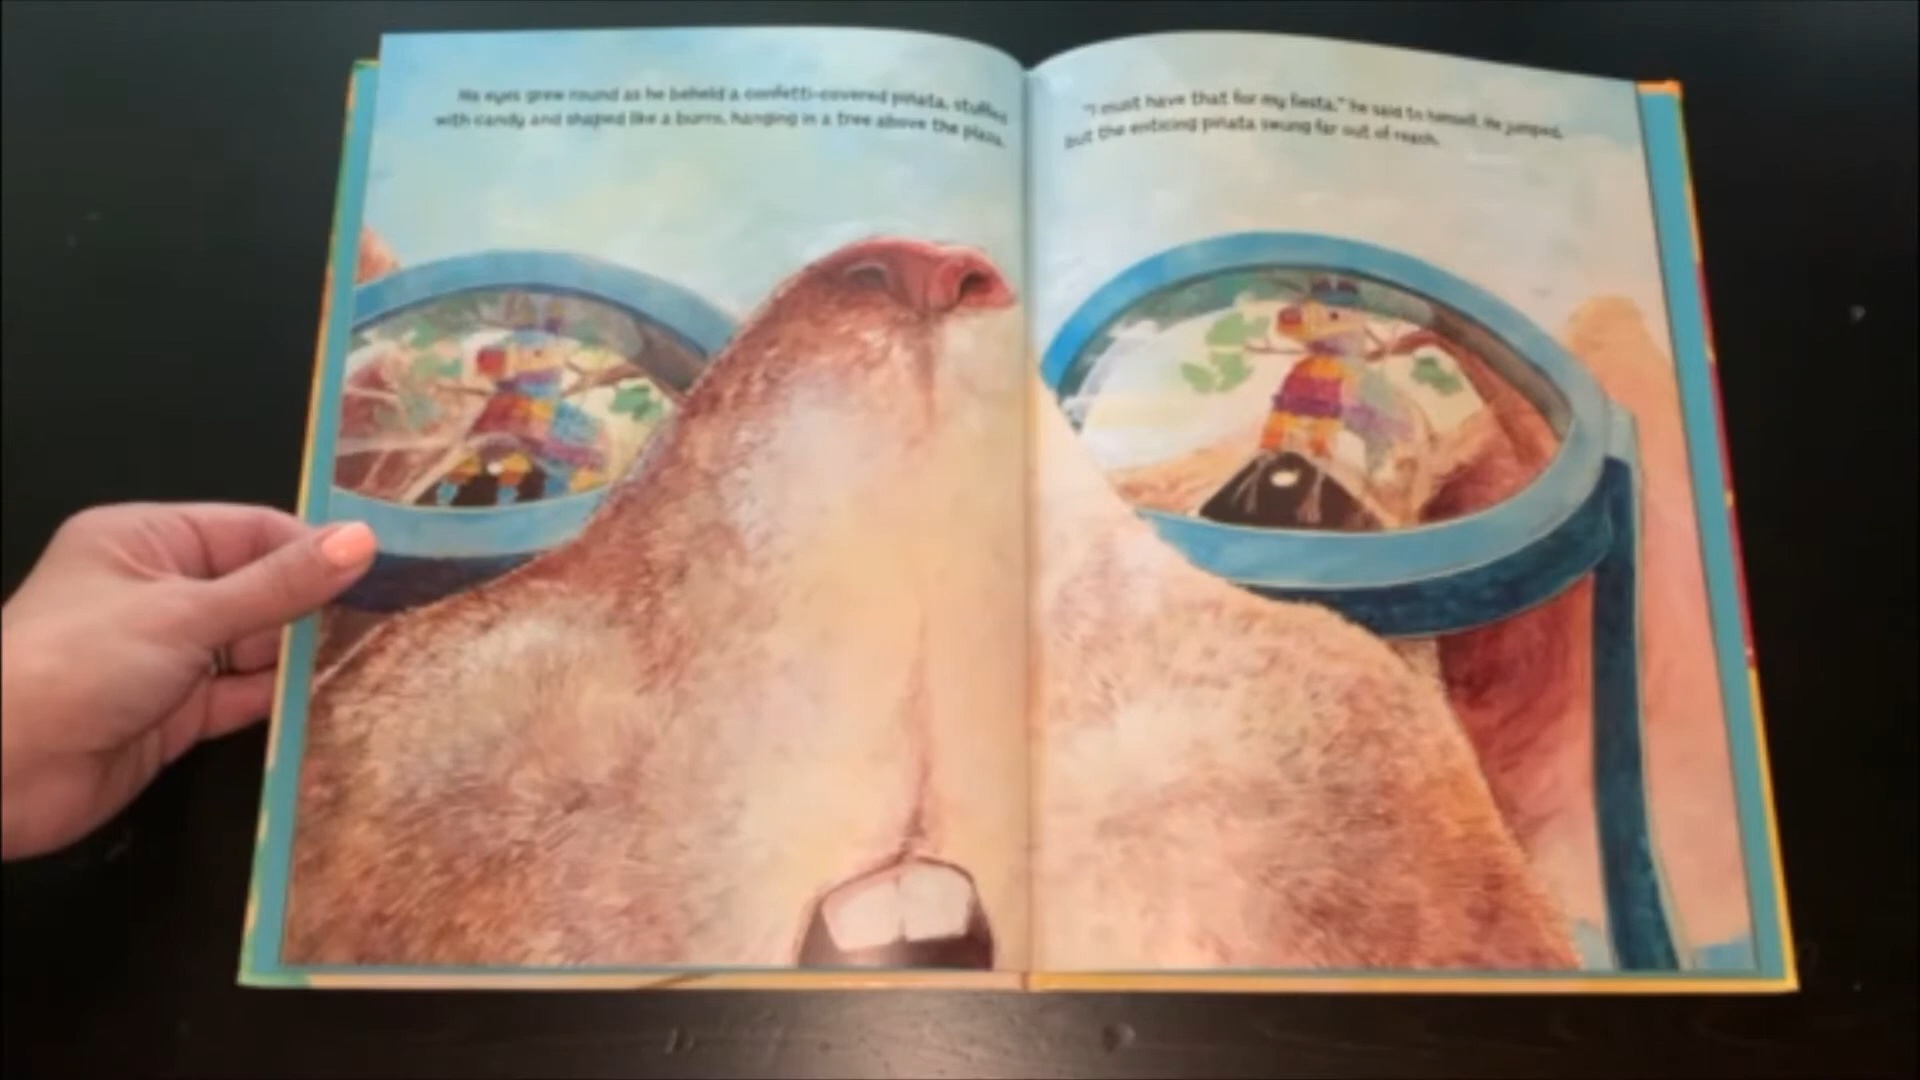 His eyes grew round as he beheld a confetti-covered piñata, stuffed
with candy and shaped like a burro, hanging in a tree above the plaza.
"I must have that for my fiesta," he said to himself. He jumped,
but the enticing piñata swung far out of reach.